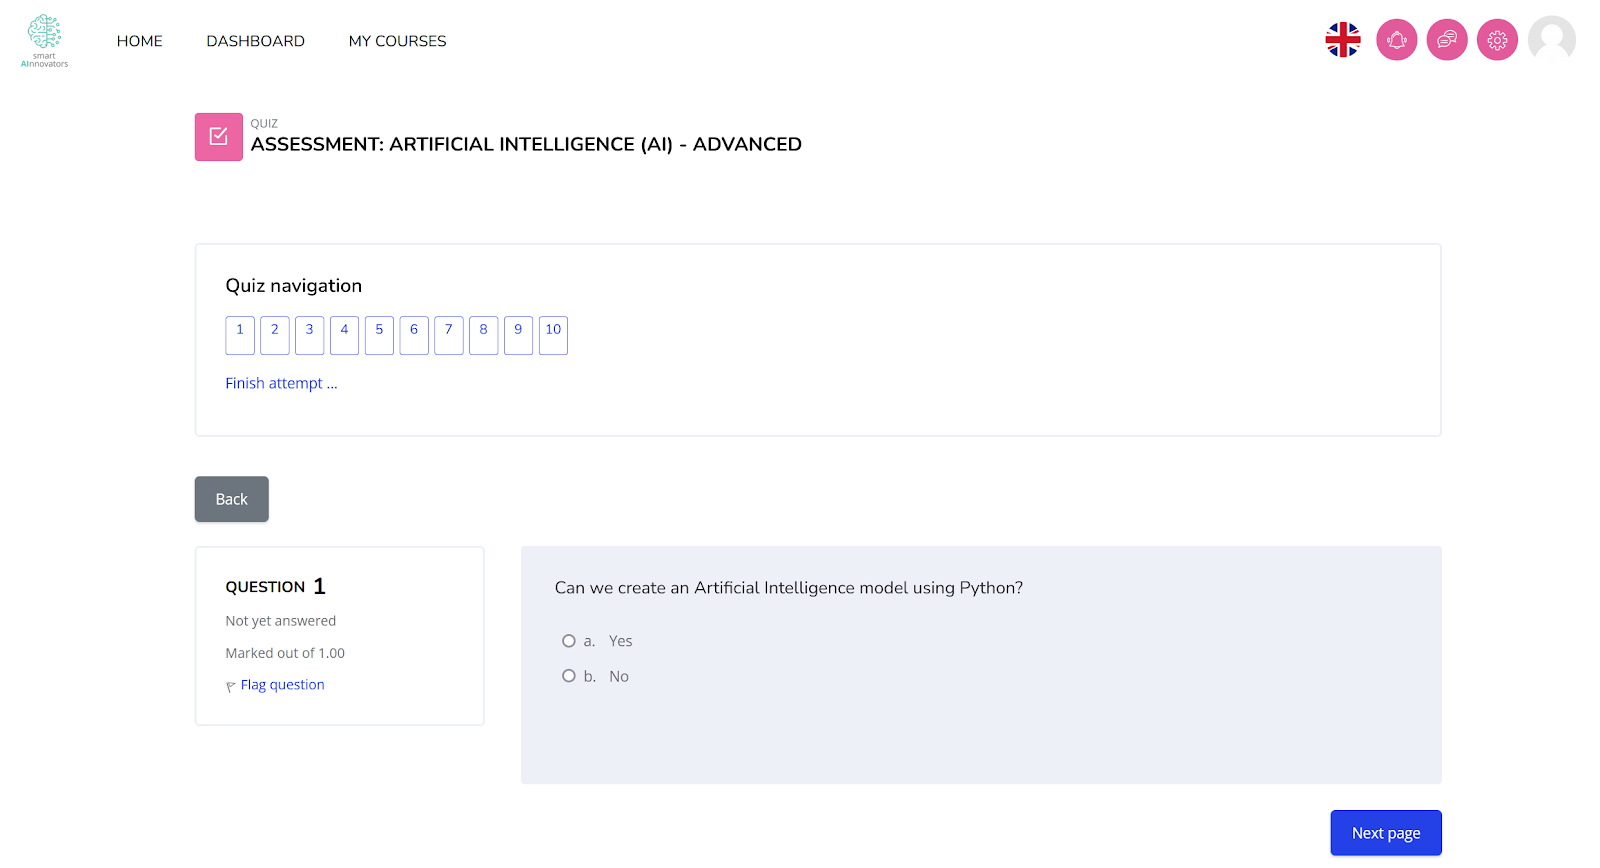 smart
AInnovators
HOME DASHBOARD MY COURSES
QUIZ
ASSESSMENT: ARTIFICIAL INTELLIGENCE (AI) - ADVANCED
Quiz navigation
1 2 3 4 5 6 7 8 9 10
Finish attempt ...
Back
QUESTION 1
Not yet answered
Marked out of 1.00
Flag question
Can we create an Artificial Intelligence model using Python?
a. Yes
b. No
Next page